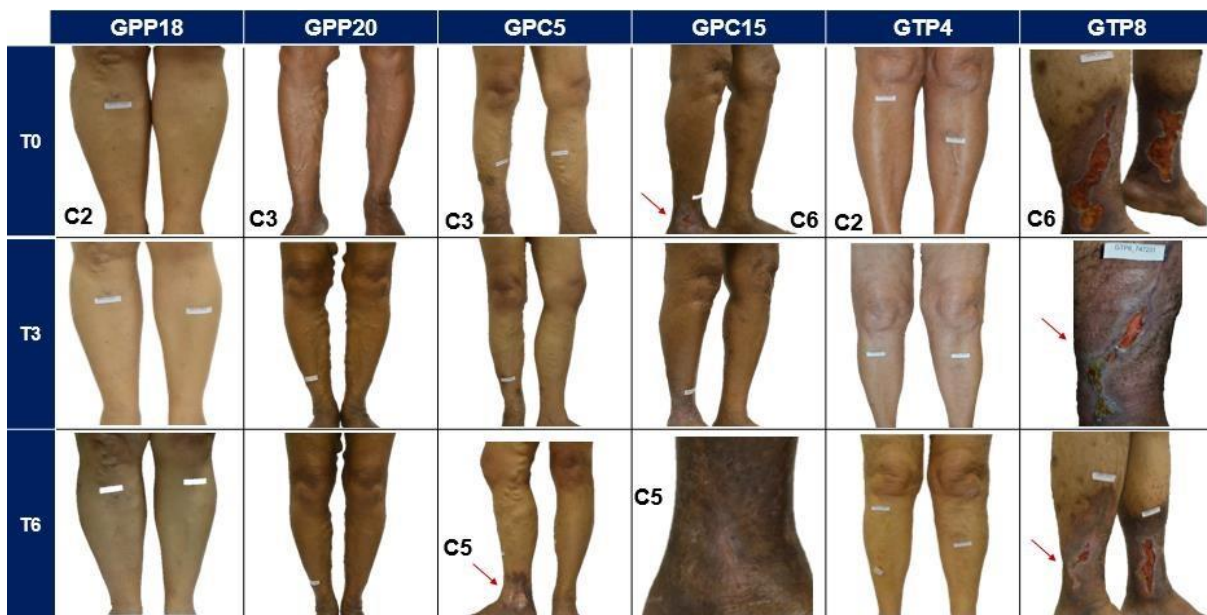 GPP18 GPP20 GPC5 GPC15 GTP4 GTP8
T0
C2 C3 C3 C6 C2 C6
T3
T6
C5 C5